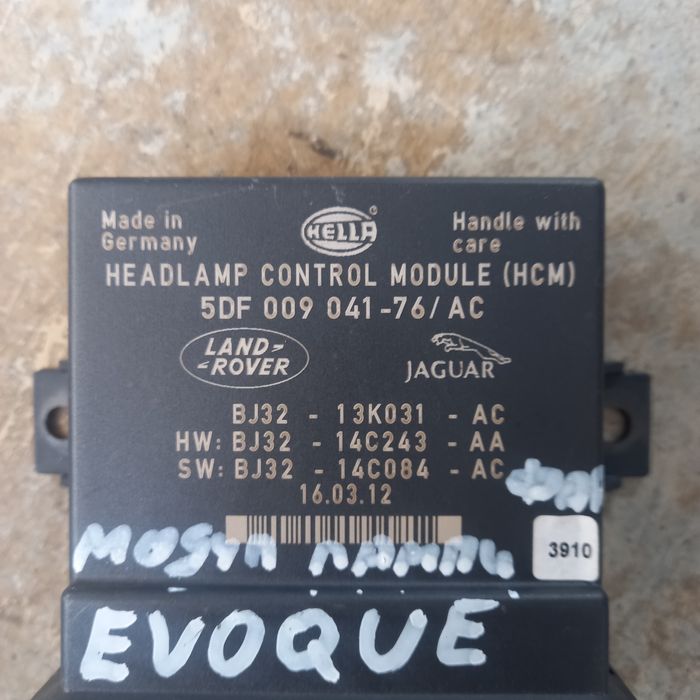 Made in Germany
HELLA ®
Handle with care
HEADLAMP CONTROL MODULE (HCM)
5DF 009 041-76/AC
LAND-
-ROVER
JAGUAR
BJ32 - 13K031 - AC
HW: BJ32 - 14C243 - AA
SW: BJ32 - 14C084 - AC
16.03.12
3910
EVOQUE